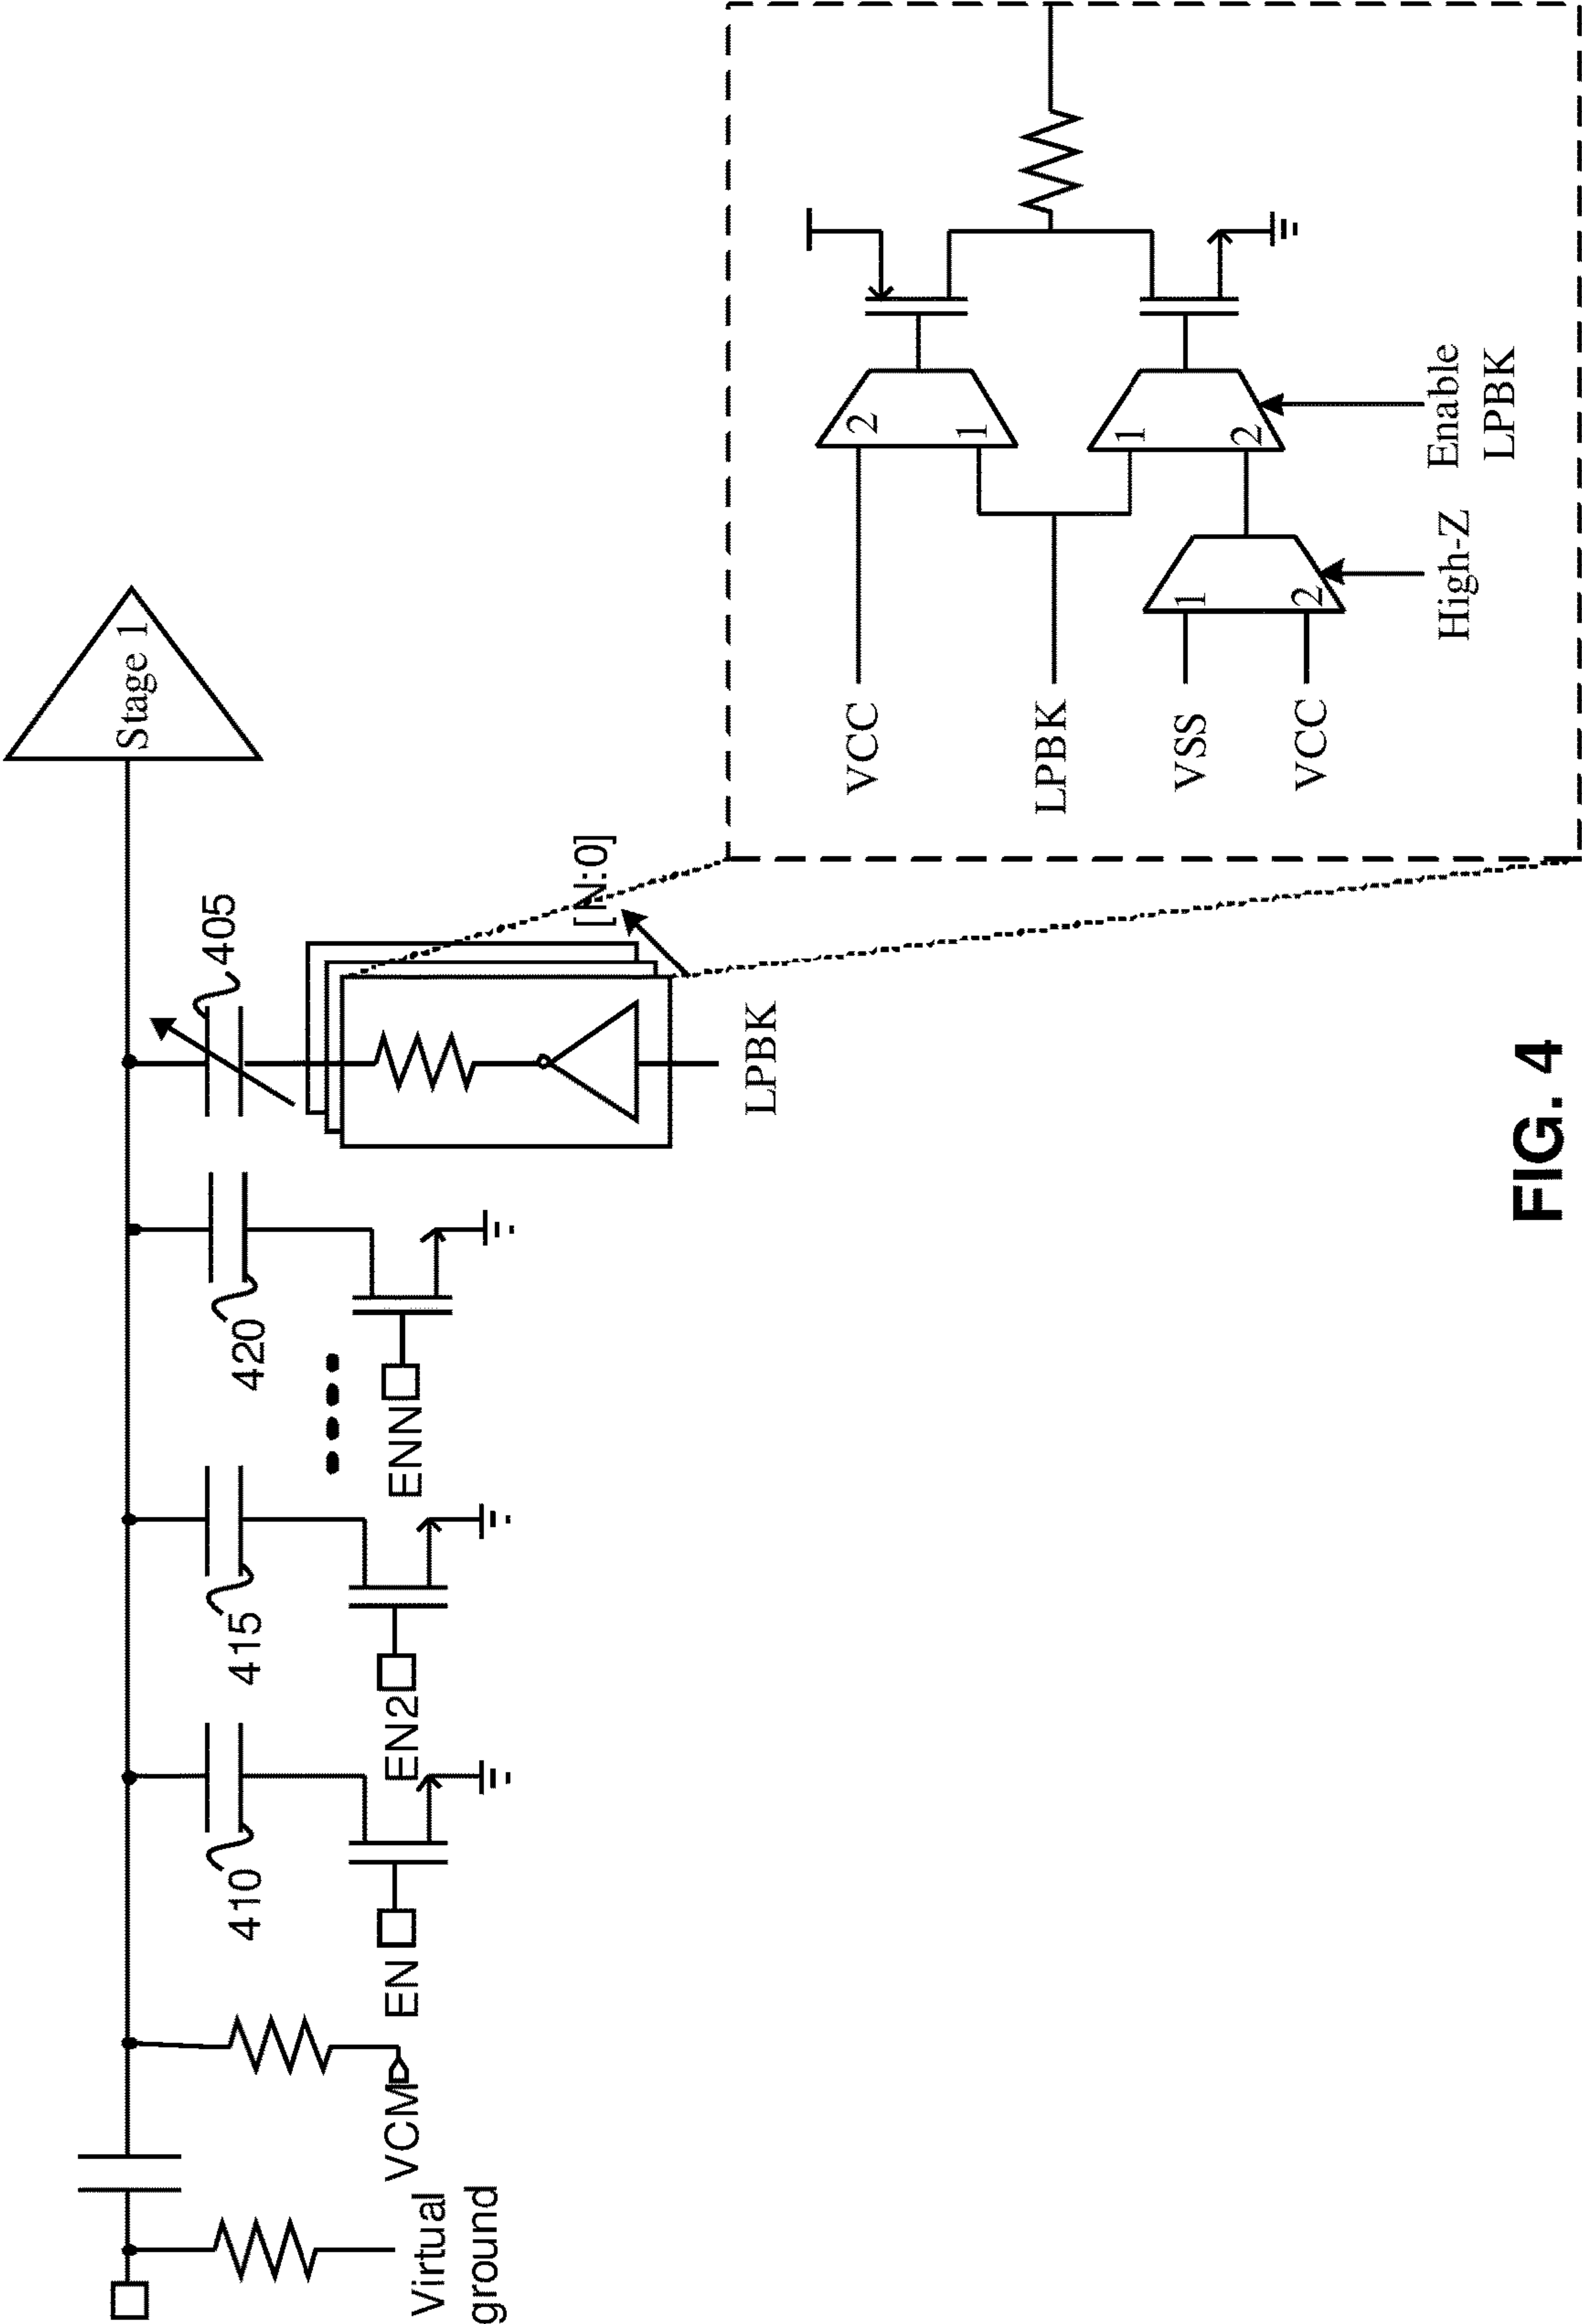 Stage 1
405
420
415
410
[N:0]
LPBK
ENN
EN2
EN
VCM
Virtual
ground
VCC
LPBK
VSS
VCC
2
1
1
2
1
2
High-Z
Enable
LPBK
FIG. 4